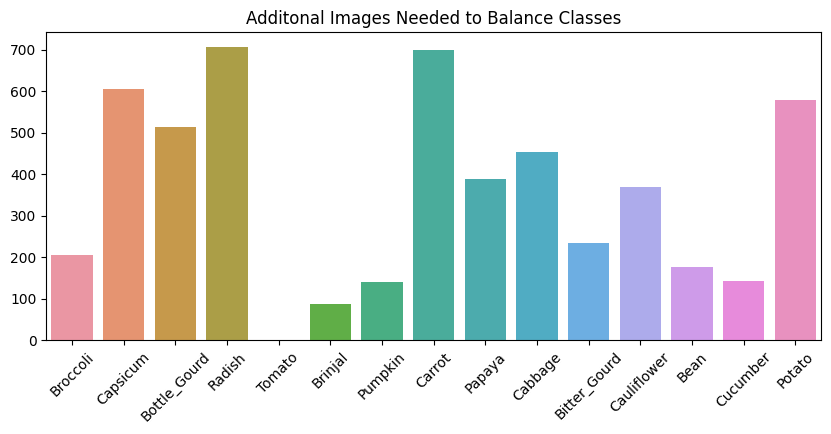 Additonal Images Needed to Balance Classes
700
600
500
400
300
200
100
0
Broccoli
Capsicum
Bottle_Gourd
Radish
Tomato
Brinjal
Pumpkin
Carrot
Papaya
Cabbage
Bitter_Gourd
Cauliflower
Bean
Cucumber
Potato